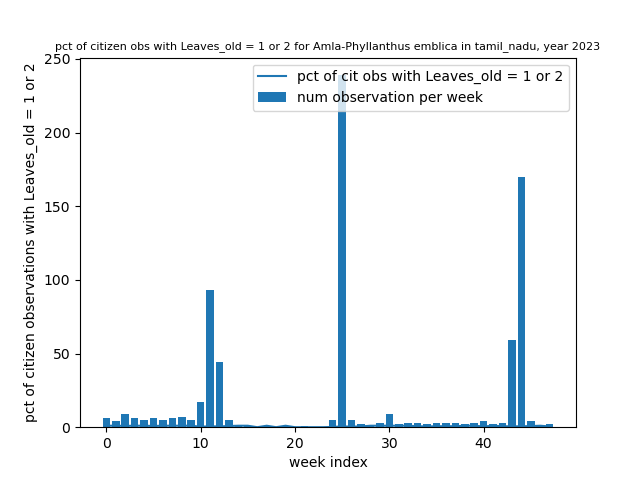 pct of citizen obs with Leaves_old = 1 or 2 for Amla-Phyllanthus emblica in tamil_nadu, year 2023
pct of cit obs with Leaves_old = 1 or 2
num observation per week
pct of citizen observations with Leaves_old = 1 or 2
250
200
150
100
50
0
0 10 20 30 40
week index